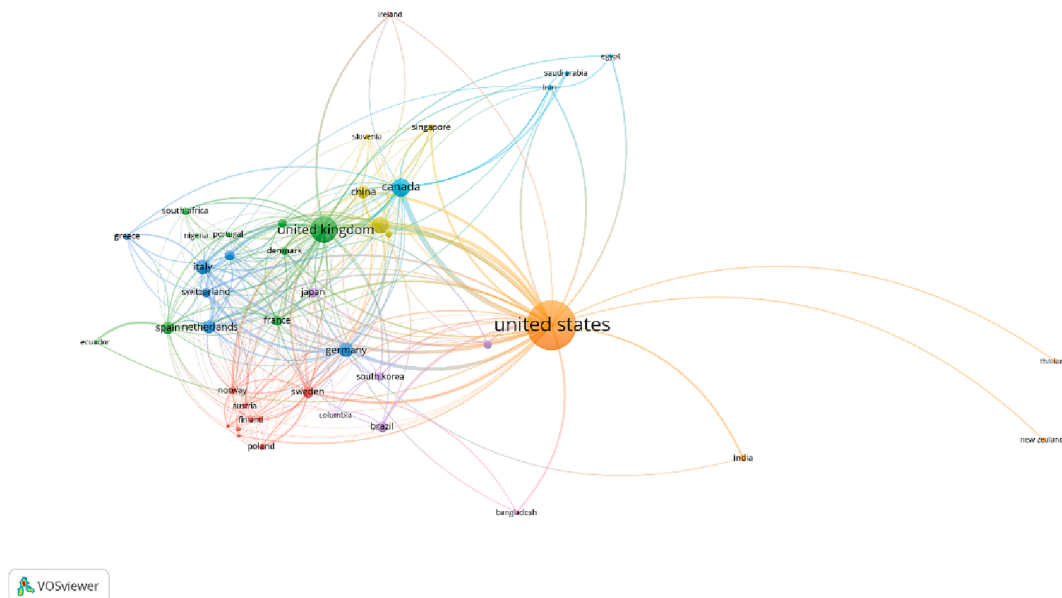 ireland
egypt
saudi arabia
iran
singapore
slovenia
canada
china
south africa
united kingdom
nigeria
portugal
greece
denmark
italy
switzerland
japan
spain
netherlands
france
united states
ecuador
germany
thailand
south korea
norway
sweden
austria
columbia
finland
brazil
new zealand
poland
india
bangladesh
VOSviewer